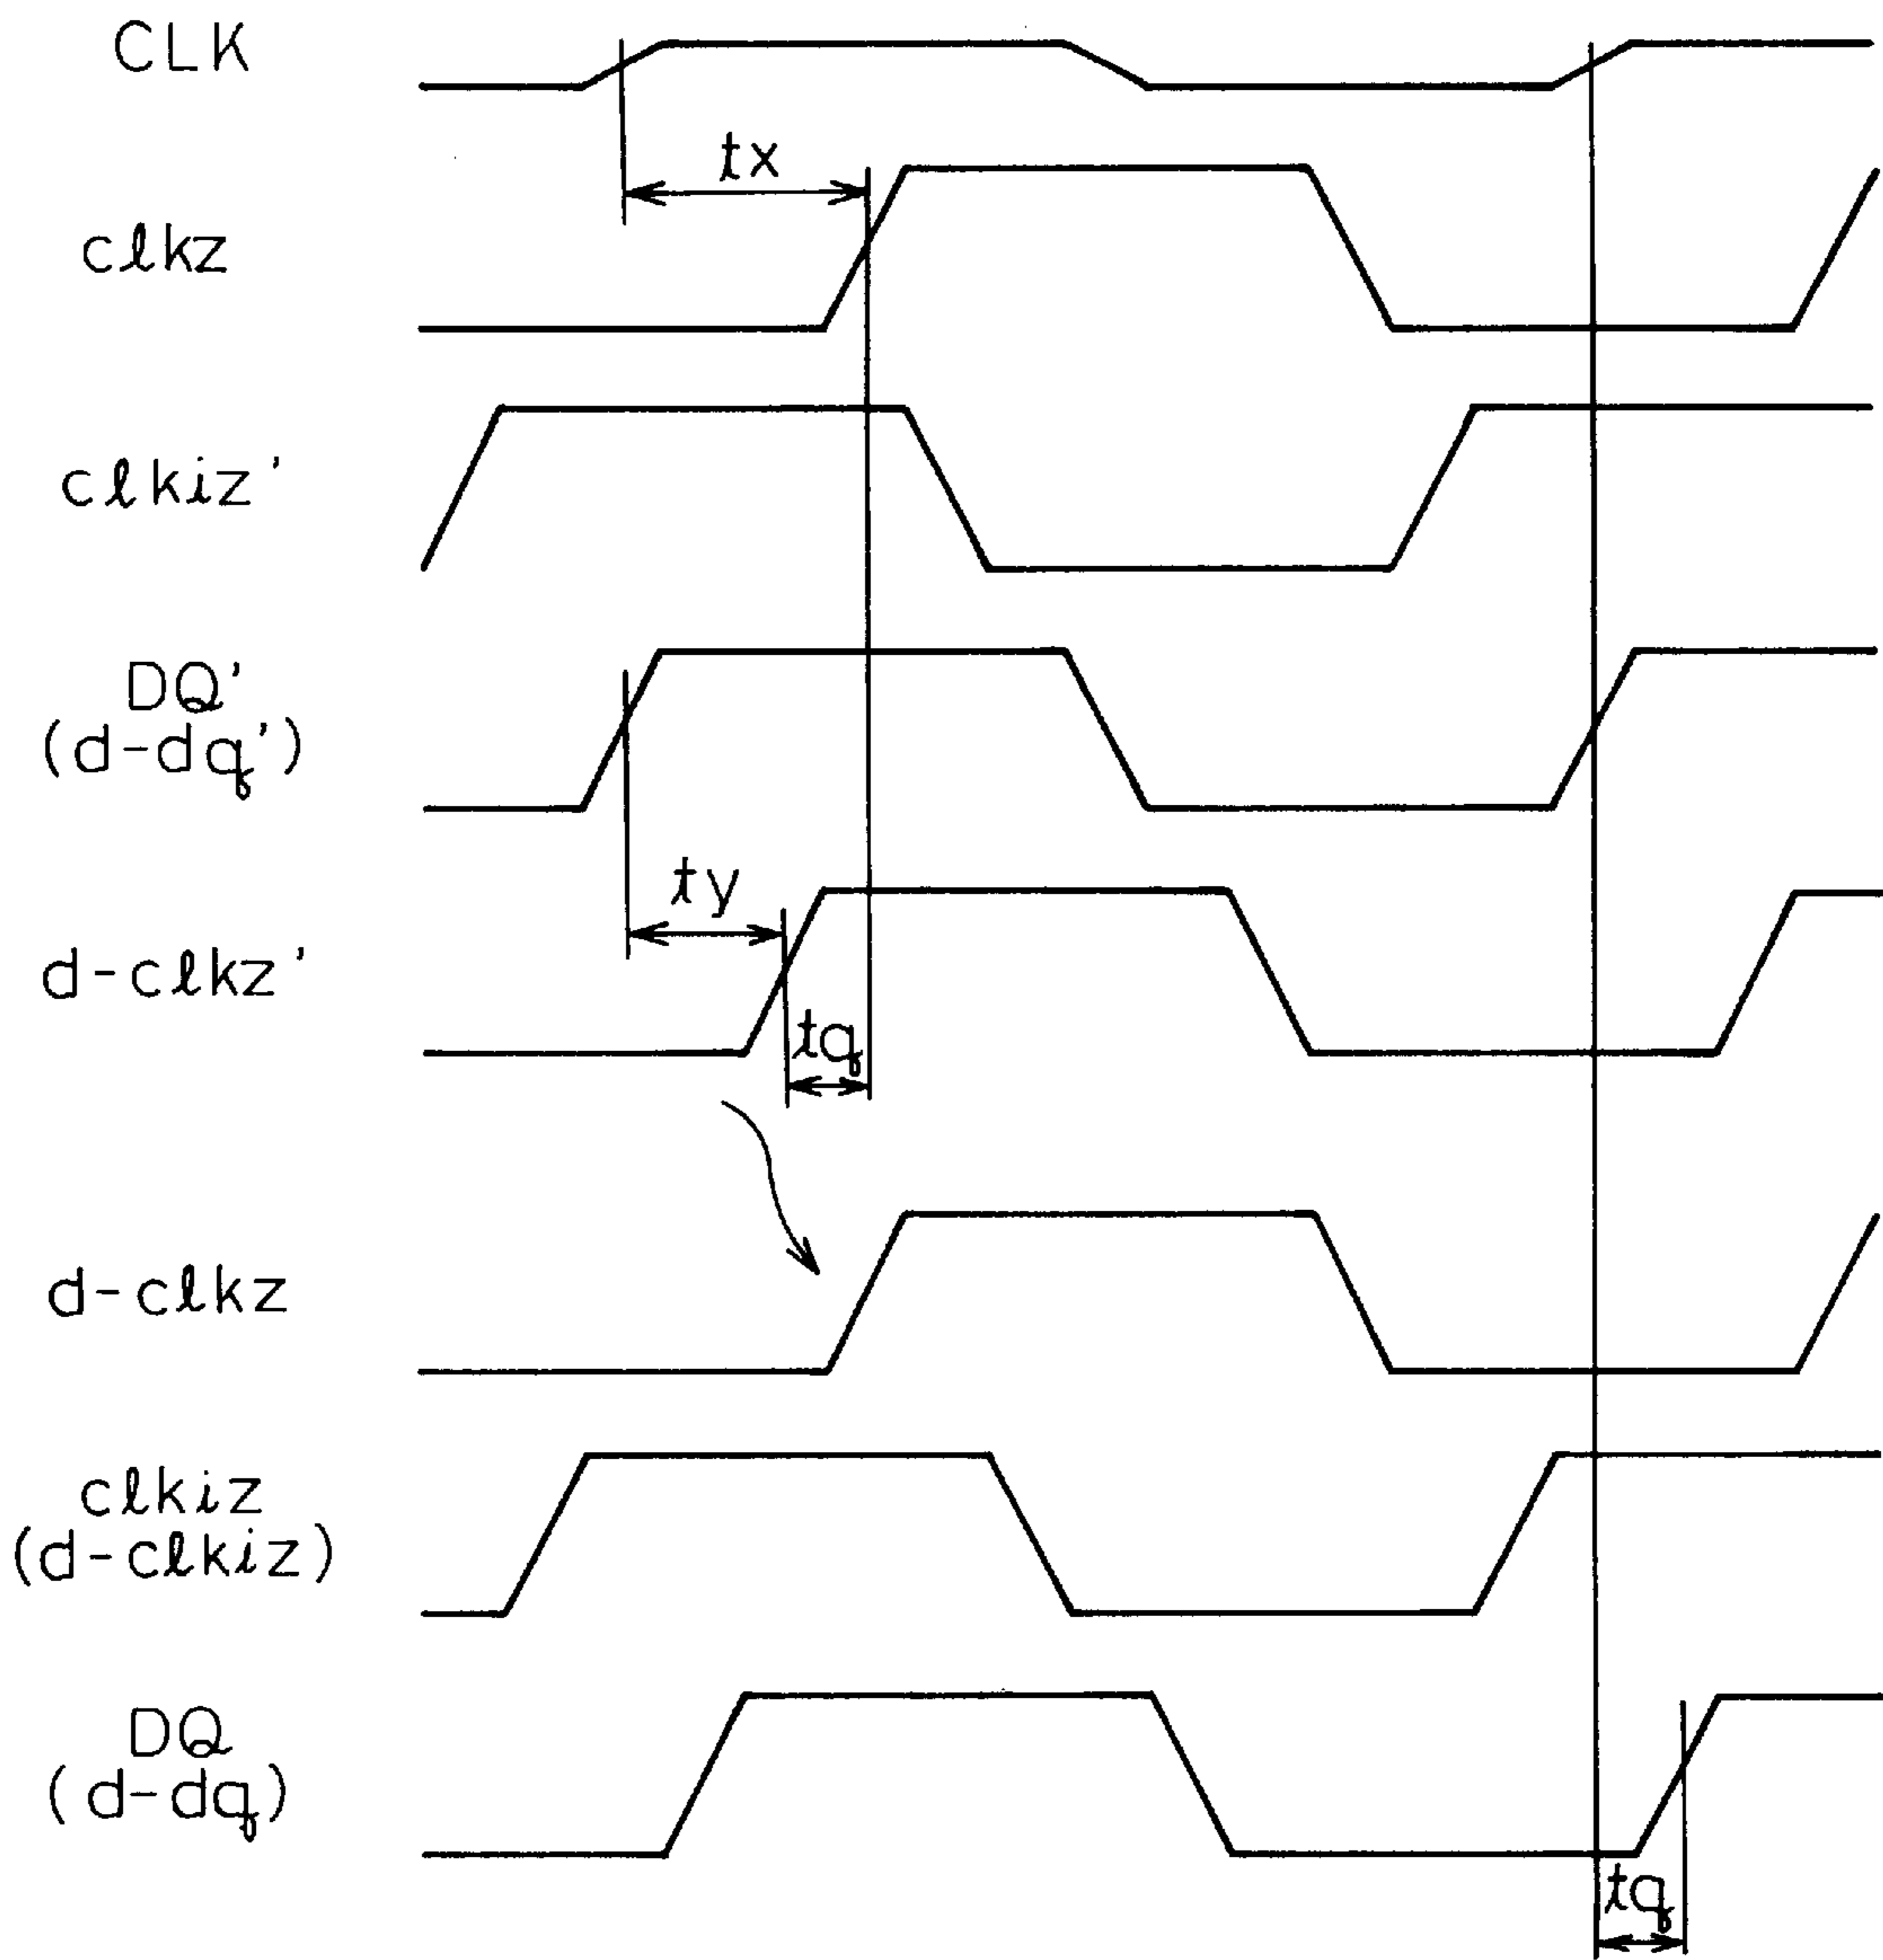 CLK
tx
clkz
clkiz'
DQ'
(d-dq')
ty
d-clkz'
tq
d-clkz
clkiz
(d-clkiz)
DQ
(d-dq)
tq